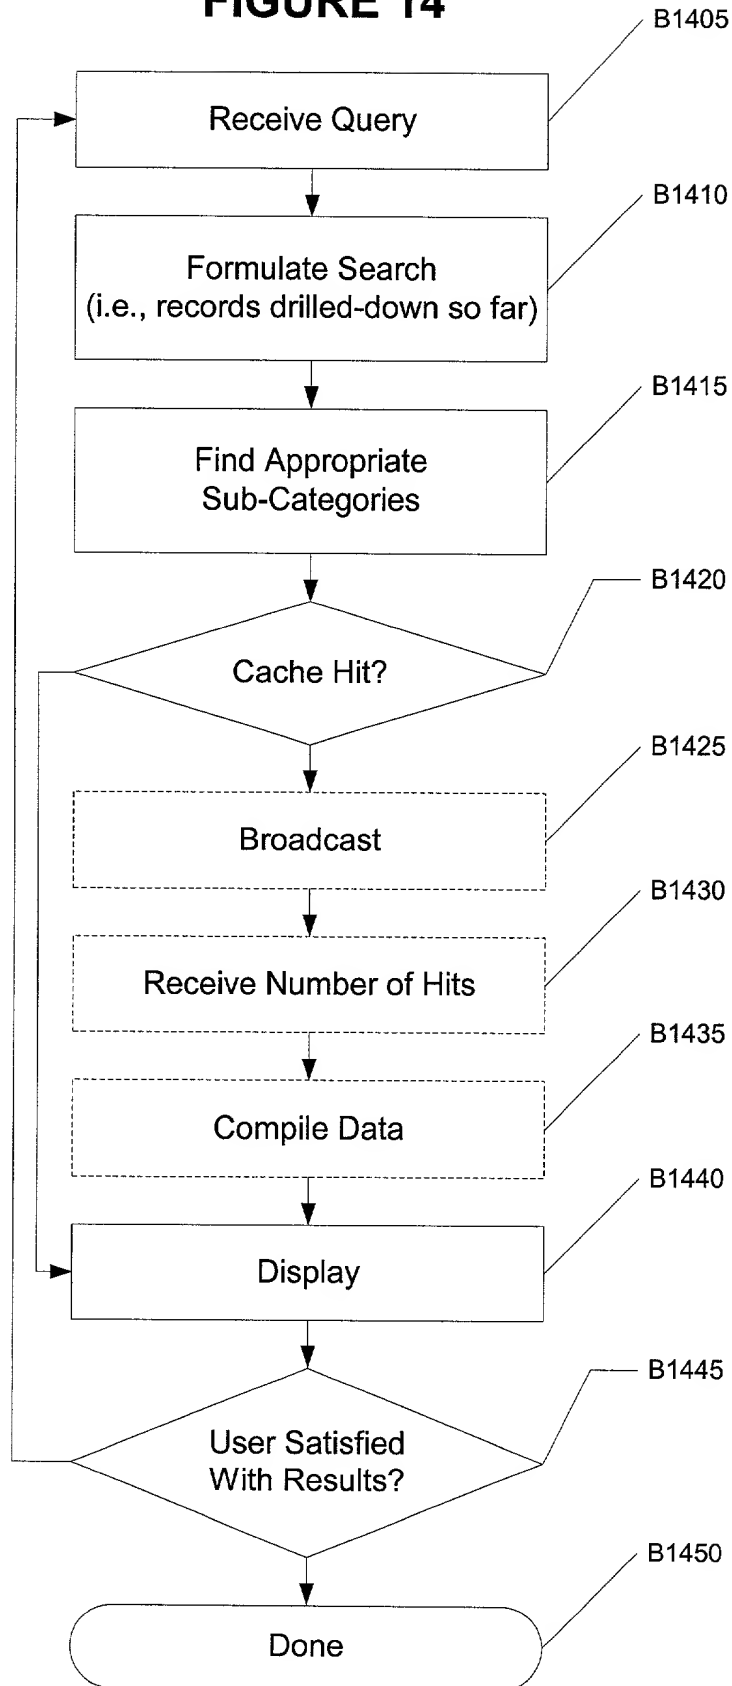 FIGURE 14
B1405
Receive Query
B1410
Formulate Search
(i.e., records drilled-down so far)
B1415
Find Appropriate
Sub-Categories
B1420
Cache Hit?
B1425
Broadcast
B1430
Receive Number of Hits
B1435
Compile Data
B1440
Display
B1445
User Satisfied
With Results?
B1450
Done